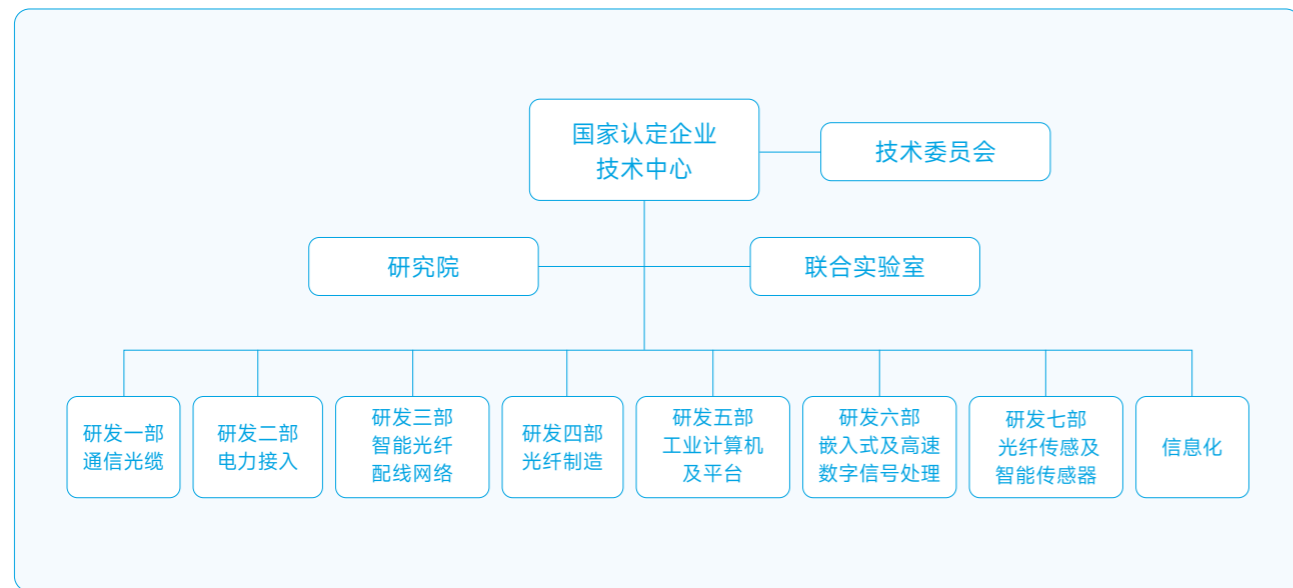 国家认定企业
技术中心
技术委员会
研究院
联合实验室
研发一部
通信光缆
研发二部
电力接入
研发三部
智能光纤
配线网络
研发四部
光纤制造
研发五部
工业计算机
及平台
研发六部
嵌入式及高速
数字信号处理
研发七部
光纤传感及
智能传感器
信息化